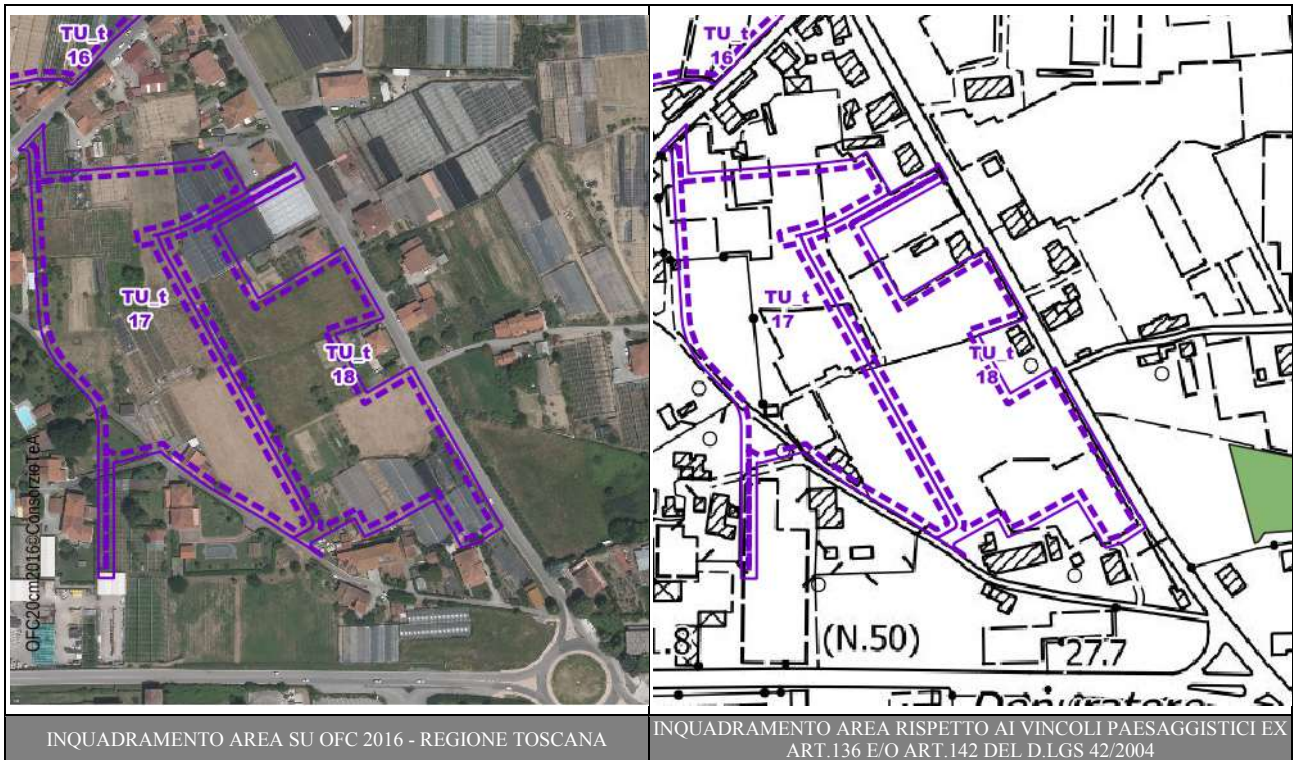 TU_t
16
TU_t
17
TU_t
18
OFC20cm2016©ConsorzioTeA
TU_t
16
TU_t
17
TU_t
18
(N.50)
27.7
INQUADRAMENTO AREA SU OFC 2016 - REGIONE TOSCANA
INQUADRAMENTO AREA RISPETTO AI VINCOLI PAESAGGISTICI EX
ART.136 E/O ART.142 DEL D.LGS 42/2004